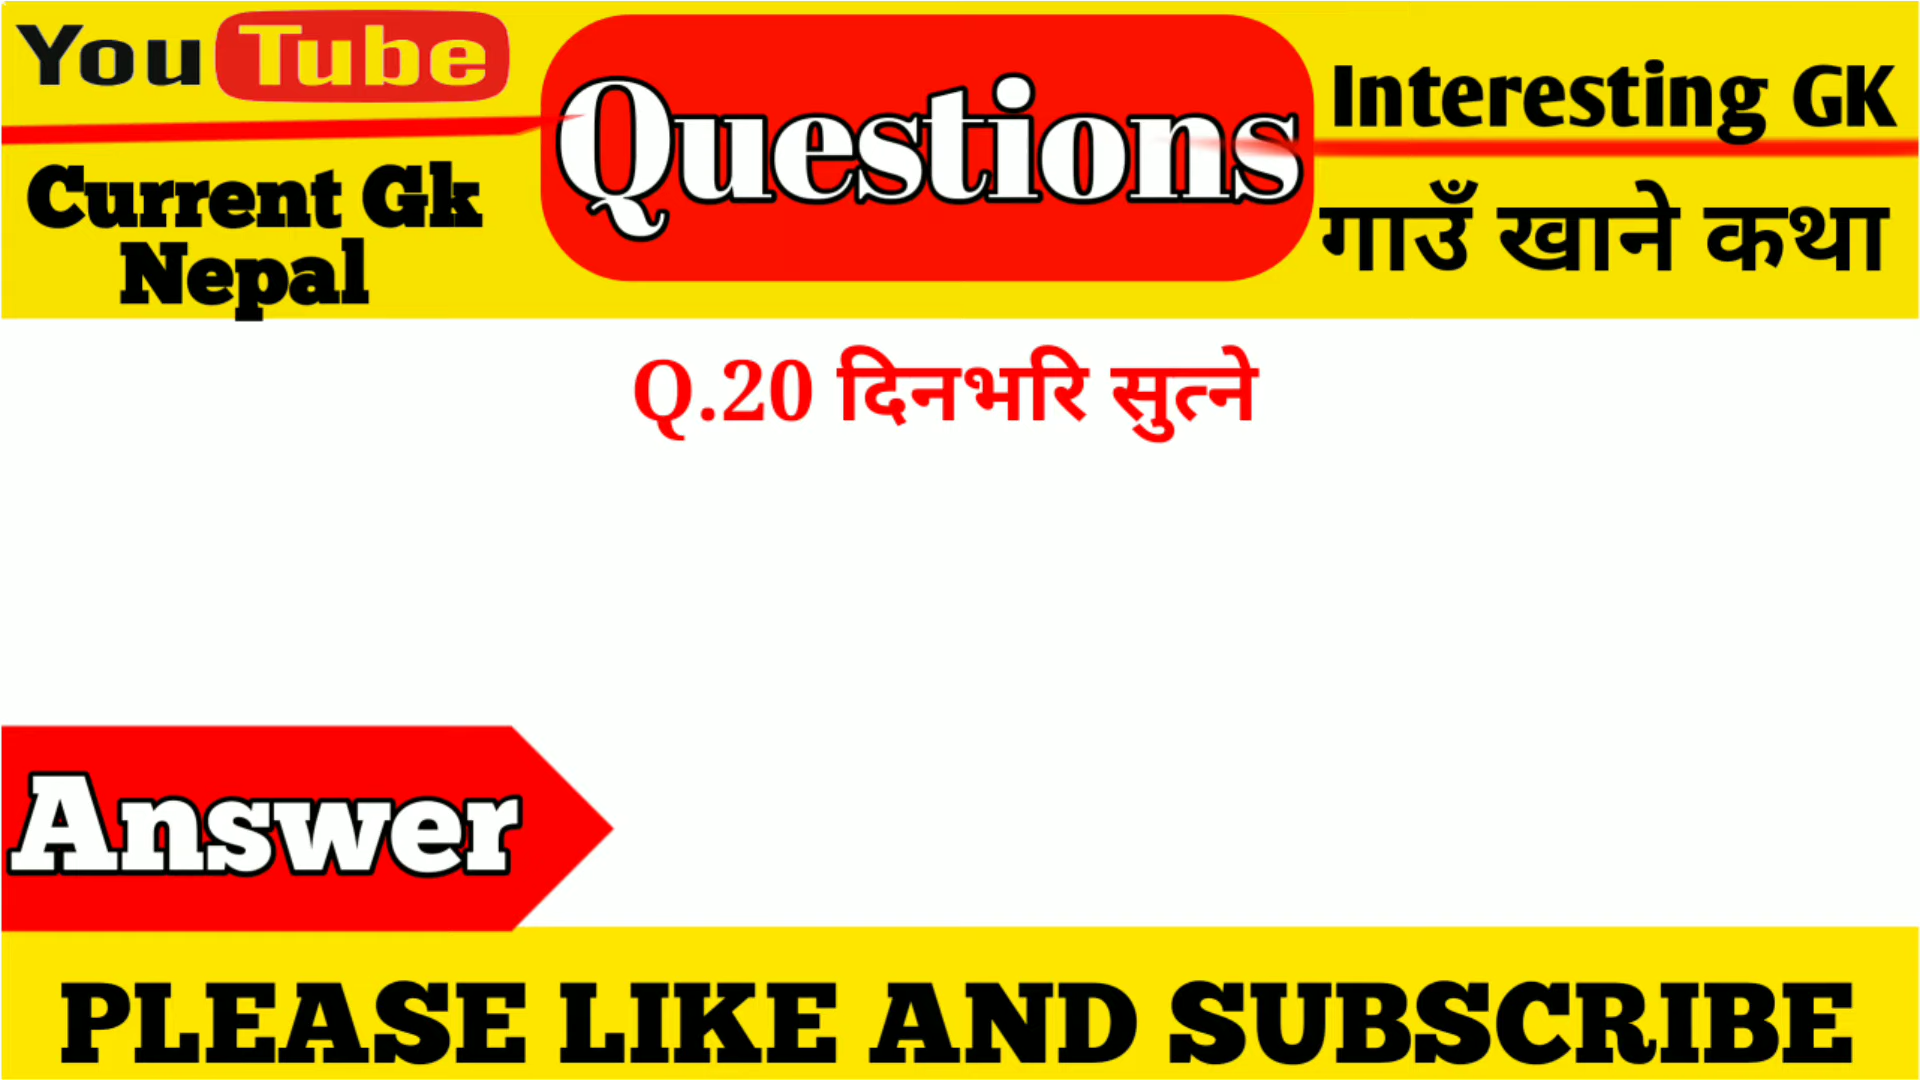 YouTube
Current Gk
Nepal
Questions
Interesting GK
गाउँ खाने कथा
Q.20 दिनभरि सुत्ने
Answer
PLEASE LIKE AND SUBSCRIBE